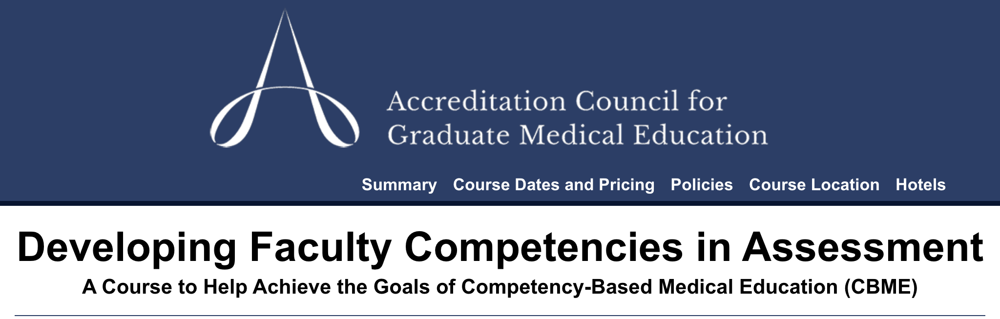 Accreditation Council for
Graduate Medical Education
Summary Course Dates and Pricing Policies Course Location Hotels
Developing Faculty Competencies in Assessment
A Course to Help Achieve the Goals of Competency-Based Medical Education (CBME)